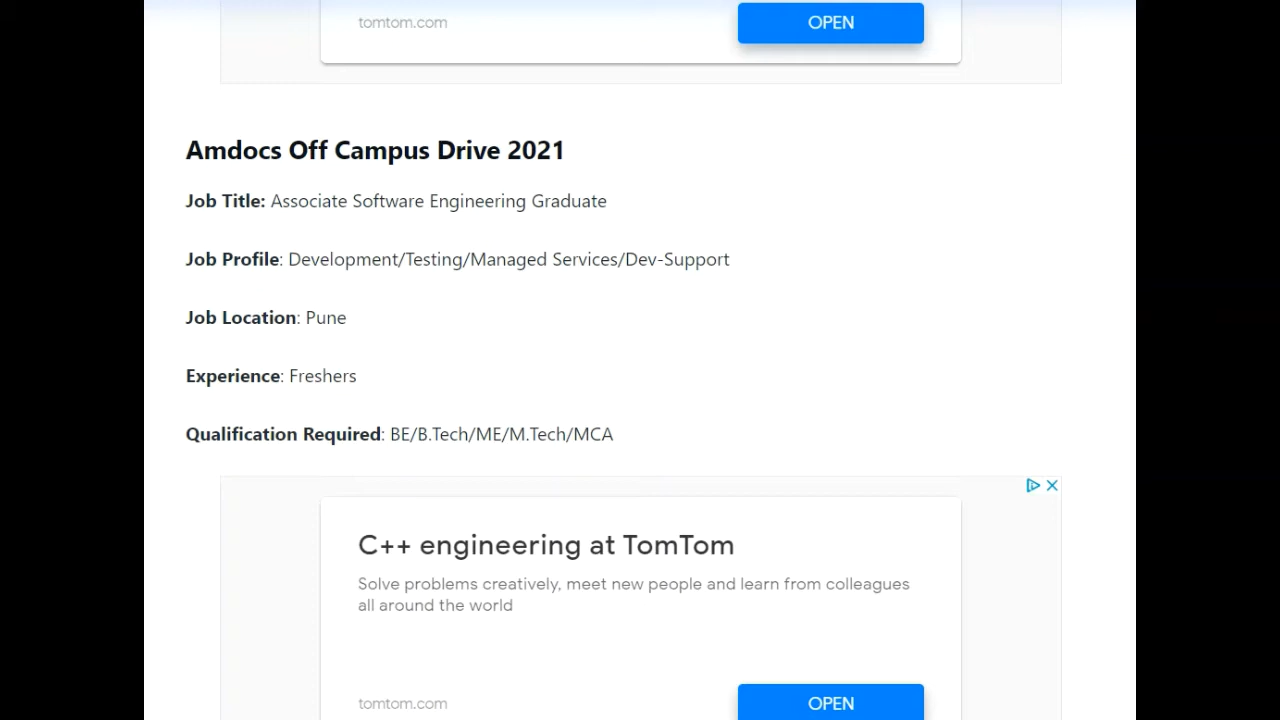 tomtom.com
OPEN
Amdocs Off Campus Drive 2021
Job Title: Associate Software Engineering Graduate
Job Profile: Development/Testing/Managed Services/Dev-Support
Job Location: Pune
Experience: Freshers
Qualification Required: BE/B.Tech/ME/M.Tech/MCA
C++ engineering at TomTom
Solve problems creatively, meet new people and learn from colleagues
all around the world
tomtom.com
OPEN